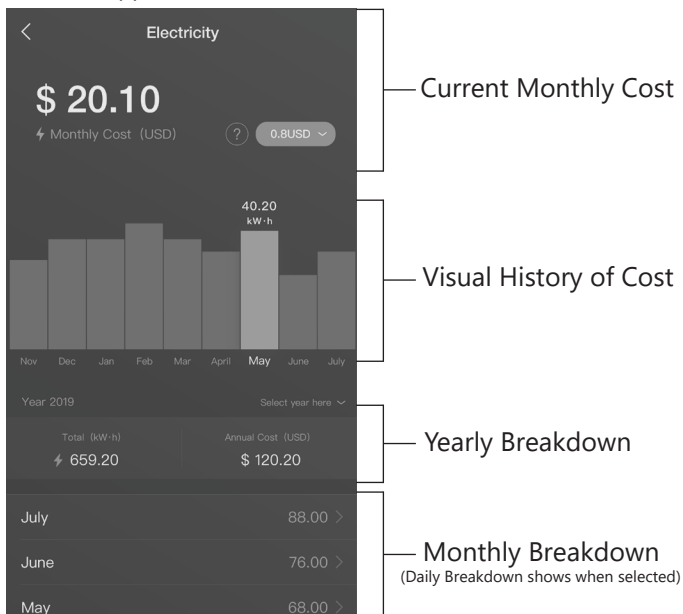 Electricity
$ 20.10
Monthly Cost (USD)
?
0.8USD
Current Monthly Cost
40.20
kW·h
Visual History of Cost
Nov Dec Jan Feb Mar April May June July
Year 2019 Select year here
Total (kW·h) Annual Cost (USD)
659.20 $ 120.20
Yearly Breakdown
July 88.00
June 76.00
May 68.00
Monthly Breakdown
(Daily Breakdown shows when selected)